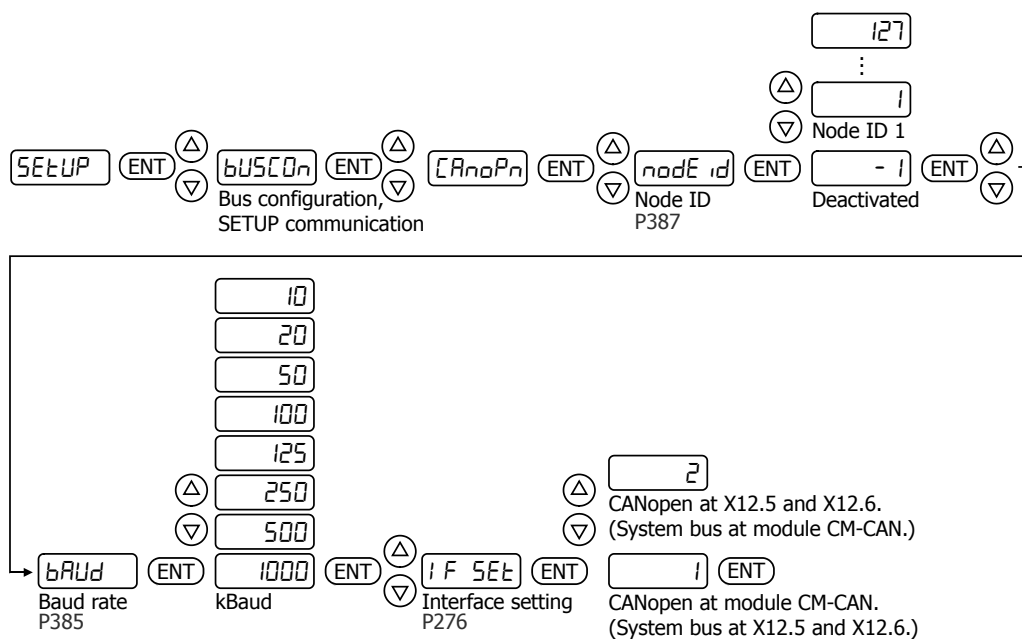 127
⋮
1
Node ID 1
SEtUP ENT bUSCOn ENT CAnoPn ENT nodE id ENT - 1 ENT
Bus configuration,
SETUP communication
Node ID
P387
Deactivated
10
20
50
100
125
250
500
bAUd ENT 1000 ENT I F SEt ENT 1 ENT
Baud rate
P385
kBaud
Interface setting
P276
2
CANopen at X12.5 and X12.6.
(System bus at module CM-CAN.)
CANopen at module CM-CAN.
(System bus at X12.5 and X12.6.)